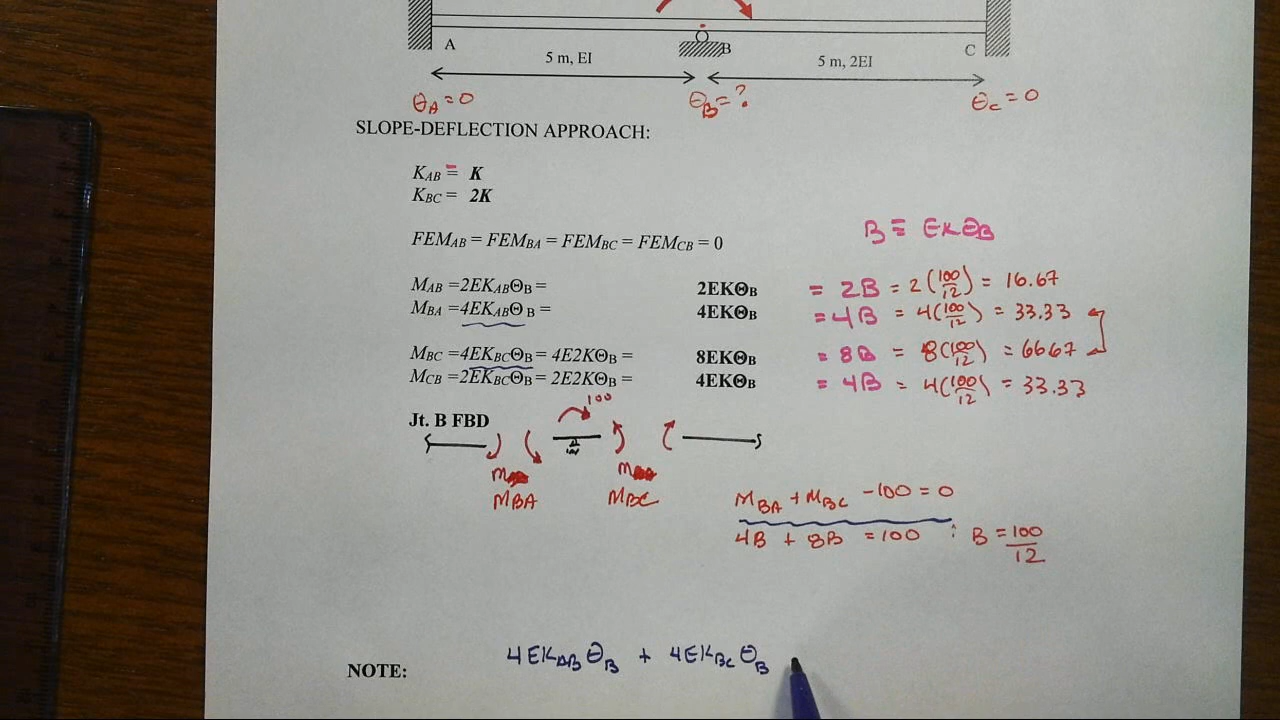 A B C
5 m, EI 5 m, 2EI
ΘA = 0 ΘB = ? ΘC = 0
SLOPE-DEFLECTION APPROACH:
KAB = K
KBC = 2K
B ≡ EKΘB
FEMAB = FEMBA = FEMBC = FEMCB = 0
MAB =2EKABΘB = 2EKΘB = 2B = 2(100/12) = 16.67
MBA =4EKABΘB = 4EKΘB = 4B = 4(100/12) = 33.33
MBC =4EKBCΘB = 4E2KΘB = 8EKΘB = 8B = 8(100/12) = 6667
MCB =2EKBCΘB = 2E2KΘB = 4EKΘB = 4B = 4(100/12) = 33.33
100
Jt. B FBD
MBA MBC
MBA + MBC - 100 = 0
4B + 8B = 100 : B = 100/12
NOTE: 4EKABΘB + 4EKBCΘB